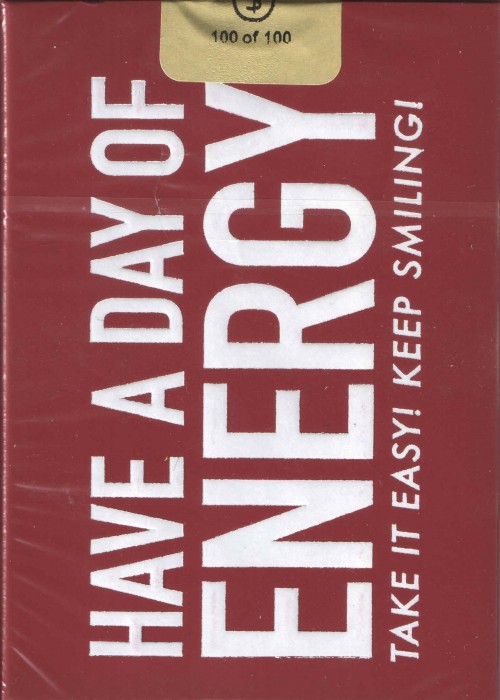 100 of 100
HAVE A DAY OF
ENERGY
TAKE IT EASY! KEEP SMILING!